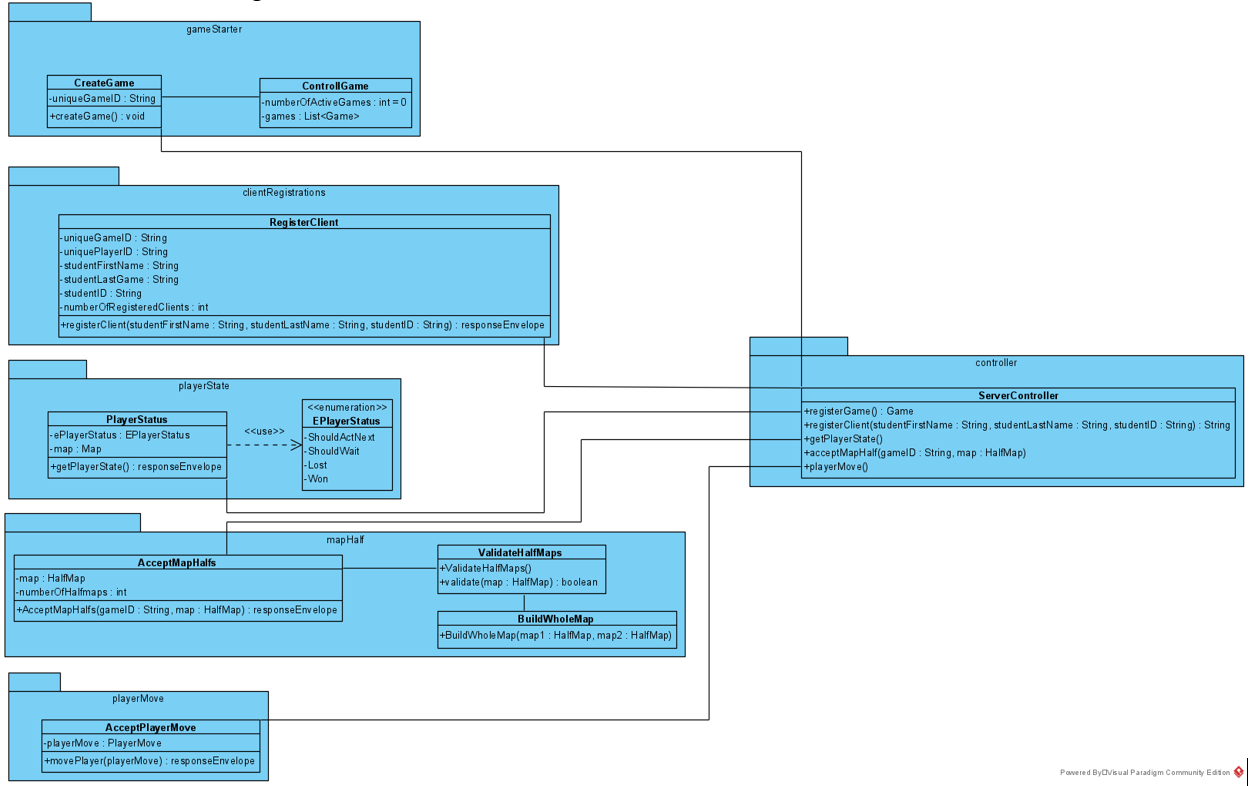 gameStarter
CreateGame
-uniqueGameID : String
+createGame() : void
ControllGame
-numberOfActiveGames : int = 0
-games : List<Game>
clientRegistrations
RegisterClient
-uniqueGameID : String
-uniquePlayerID : String
-studentFirstName : String
-studentLastGame : String
-studentID : String
-numberOfRegisteredClients : int
+registerClient(studentFirstName : String, studentLastName : String, studentID : String) : responseEnvelope
playerState
PlayerStatus
-ePlayerStatus : EPlayerStatus
-map : Map
+getPlayerState() : responseEnvelope
<<use>>
<<enumeration>>
EPlayerStatus
-ShouldActNext
-ShouldWait
-Lost
-Won
controller
ServerController
+registerGame() : Game
+registerClient(studentFirstName : String, studentLastName : String, studentID : String) : String
+getPlayerState()
+acceptMapHalf(gameID : String, map : HalfMap)
+playerMove()
mapHalf
AcceptMapHalfs
-map : HalfMap
-numberOfHalfmaps : int
+AcceptMapHalfs(gameID : String, map : HalfMap) : responseEnvelope
ValidateHalfMaps
+ValidateHalfMaps()
+validate(map : HalfMap) : boolean
BuildWholeMap
+BuildWholeMap(map1 : HalfMap, map2 : HalfMap)
playerMove
AcceptPlayerMove
-playerMove : PlayerMove
+movePlayer(playerMove) : responseEnvelope
Powered By□Visual Paradigm Community Edition